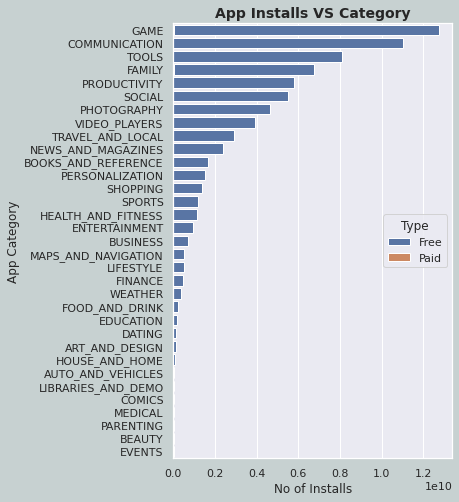 App Installs VS Category
App Category
GAME
COMMUNICATION
TOOLS
FAMILY
PRODUCTIVITY
SOCIAL
PHOTOGRAPHY
VIDEO_PLAYERS
TRAVEL_AND_LOCAL
NEWS_AND_MAGAZINES
BOOKS_AND_REFERENCE
PERSONALIZATION
SHOPPING
SPORTS
HEALTH_AND_FITNESS
ENTERTAINMENT
BUSINESS
MAPS_AND_NAVIGATION
LIFESTYLE
FINANCE
WEATHER
FOOD_AND_DRINK
EDUCATION
DATING
ART_AND_DESIGN
HOUSE_AND_HOME
AUTO_AND_VEHICLES
LIBRARIES_AND_DEMO
COMICS
MEDICAL
PARENTING
BEAUTY
EVENTS
Type
Free
Paid
0.0 0.2 0.4 0.6 0.8 1.0 1.2
1e10
No of Installs